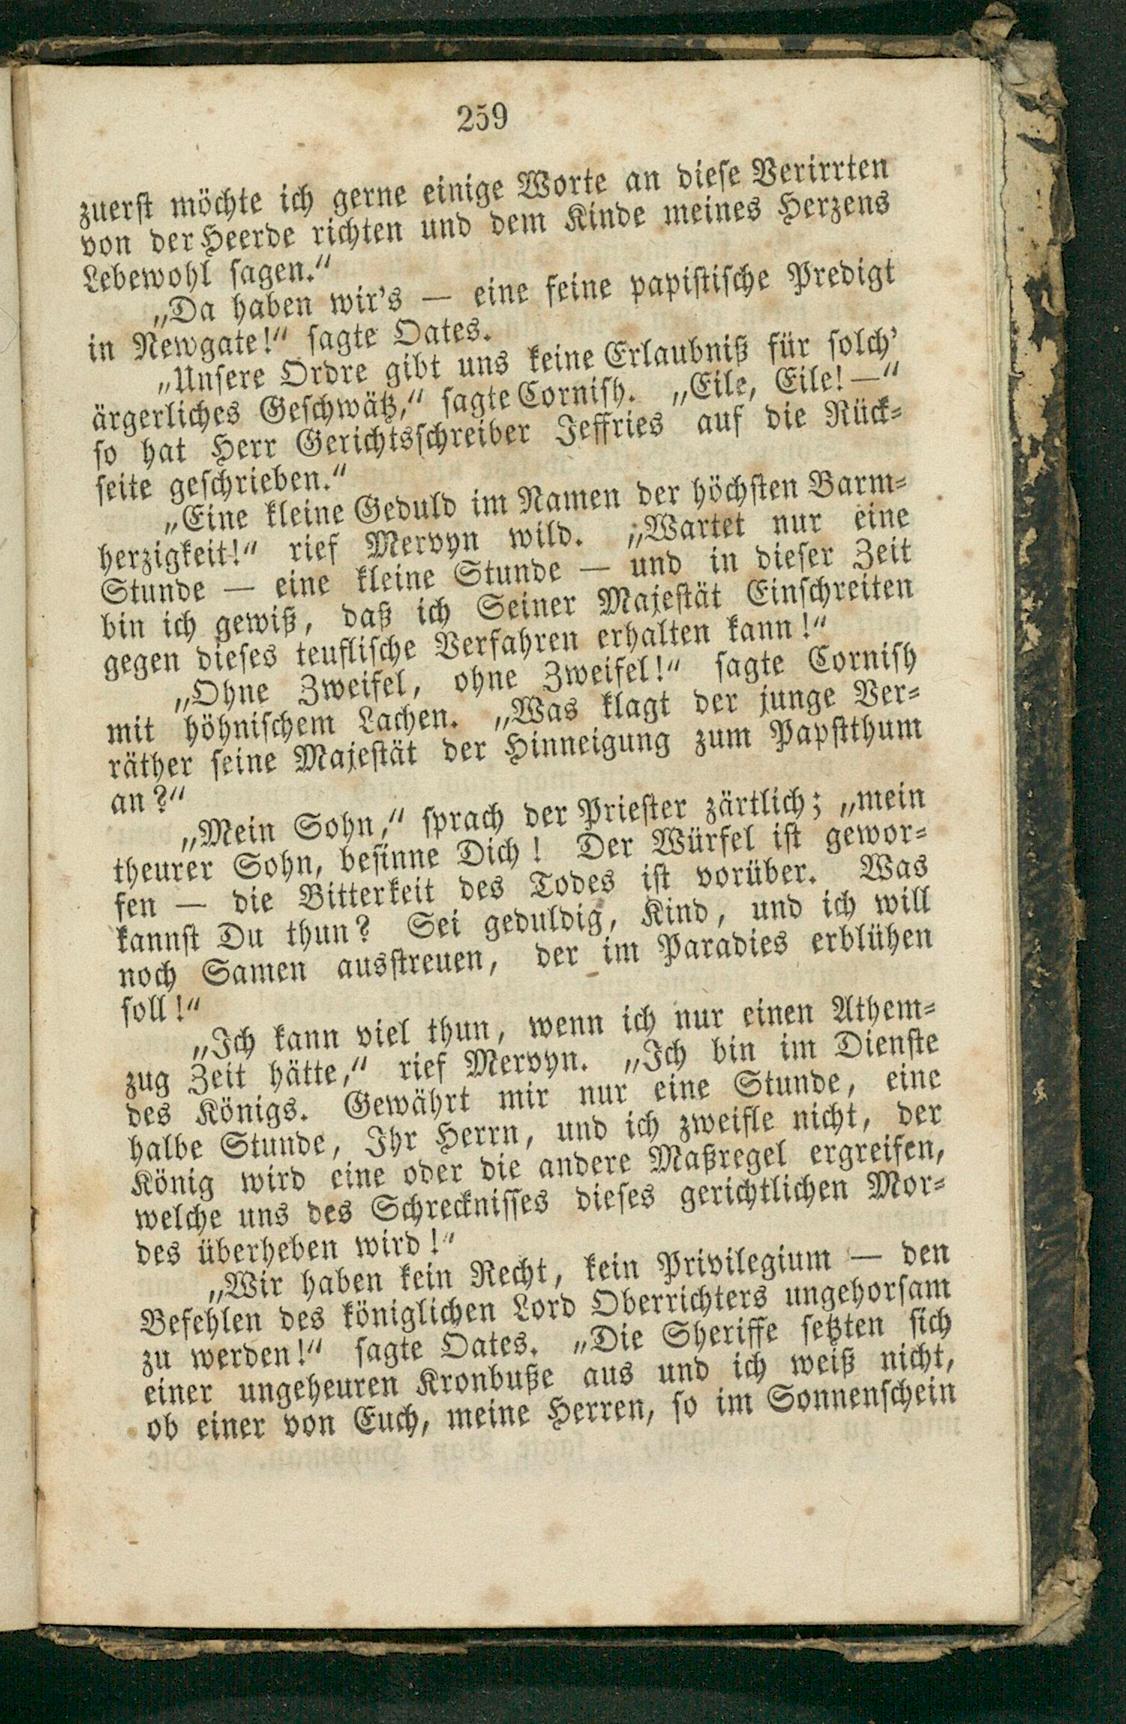 259
zuerst möchte ich gerne einige Worte an diese Verirrten
von der Heerde richten und dem Kinde meines Herzens
Lebewohl sagen.“
„Da haben wir's — eine feine papistische Predigt
in Newgate!“ sagte Oates.
„Unsere Ordre gibt uns keine Erlaubniß für solch'
ärgerliches Geschwätz,“ sagte Cornish. „Eile, Eile! —“
so hat Herr Gerichtsschreiber Jeffries auf die Rück=
seite geschrieben.“
„Eine kleine Geduld im Namen der höchsten Barm=
herzigkeit!“ rief Mervyn wild. „Wartet nur eine
Stunde — eine kleine Stunde — und in dieser Zeit
bin ich gewiß, daß ich Seiner Majestät Einschreiten
gegen dieses teuflische Verfahren erhalten kann!“
„Ohne Zweifel, ohne Zweifel!“ sagte Cornish
mit höhnischem Lachen. „Was klagt der junge Ver=
räther seine Majestät der Hinneigung zum Papstthum
an?“
„Mein Sohn,“ sprach der Priester zärtlich; „mein
theurer Sohn, besinne Dich! Der Würfel ist gewor=
fen — die Bitterkeit des Todes ist vorüber. Was
kannst Du thun? Sei geduldig, Kind, und ich will
noch Samen ausstreuen, der im Paradies erblühen
soll!“
„Ich kann viel thun, wenn ich nur einen Athem=
zug Zeit hätte,“ rief Mervyn. „Ich bin im Dienste
des Königs. Gewährt mir nur eine Stunde, eine
halbe Stunde, Ihr Herrn, und ich zweifle nicht, der
König wird eine oder die andere Maßregel ergreifen,
welche uns des Schrecknisses dieses gerichtlichen Mor=
des überheben wird!“
„Wir haben kein Recht, kein Privilegium — den
Befehlen des königlichen Lord Oberrichters ungehorsam
zu werden!“ sagte Oates. „Die Sheriffe setzten sich
einer ungeheuren Kronbuße aus und ich weiß nicht,
ob einer von Euch, meine Herren, so im Sonnenschein